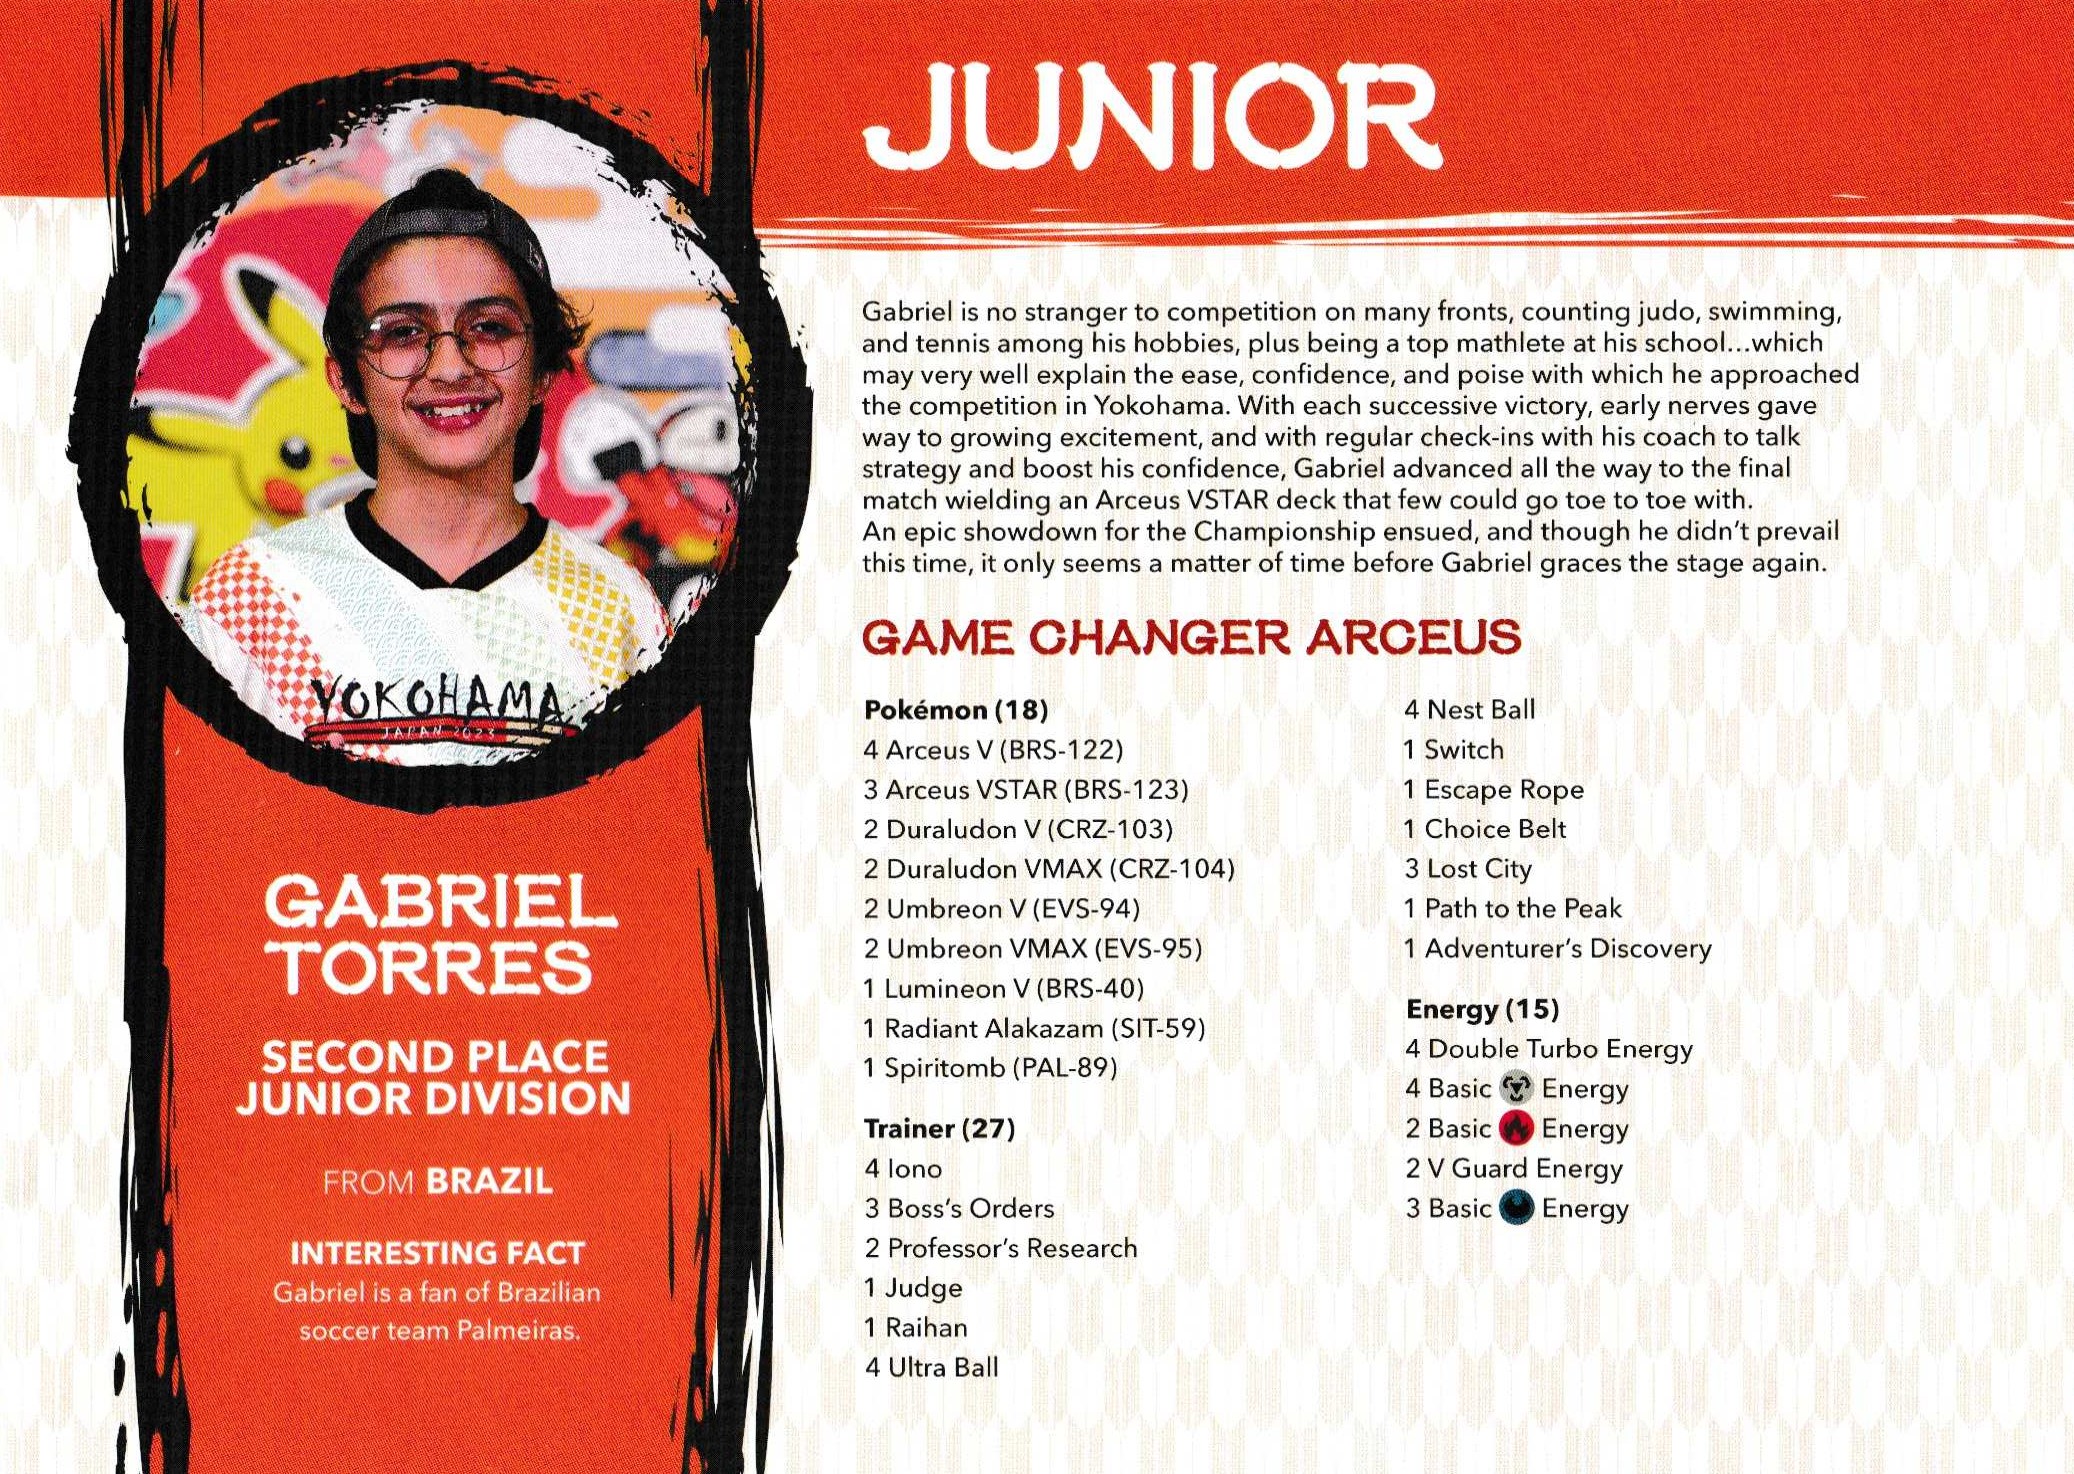 JUNIOR
Gabriel is no stranger to competition on many fronts, counting judo, swimming,
and tennis among his hobbies, plus being a top mathlete at his school...which
may very well explain the ease, confidence, and poise with which he approached
the competition in Yokohama. With each successive victory, early nerves gave
way to growing excitement, and with regular check-ins with his coach to talk
strategy and boost his confidence, Gabriel advanced all the way to the final
match wielding an Arceus VSTAR deck that few could go toe to toe with.
An epic showdown for the Championship ensued, and though he didn't prevail
this time, it only seems a matter of time before Gabriel graces the stage again.
YOKOHAMA
JAPAN 2023
GABRIEL
TORRES
SECOND PLACE
JUNIOR DIVISION
FROM BRAZIL
INTERESTING FACT
Gabriel is a fan of Brazilian
soccer team Palmeiras.
GAME CHANGER ARCEUS
Pokémon (18)
4 Arceus V (BRS-122)
3 Arceus VSTAR (BRS-123)
2 Duraludon V (CRZ-103)
2 Duraludon VMAX (CRZ-104)
2 Umbreon V (EVS-94)
2 Umbreon VMAX (EVS-95)
1 Lumineon V (BRS-40)
1 Radiant Alakazam (SIT-59)
1 Spiritomb (PAL-89)
Trainer (27)
4 Iono
3 Boss's Orders
2 Professor's Research
1 Judge
1 Raihan
4 Ultra Ball
4 Nest Ball
1 Switch
1 Escape Rope
1 Choice Belt
3 Lost City
1 Path to the Peak
1 Adventurer's Discovery
Energy (15)
4 Double Turbo Energy
4 Basic Energy
2 Basic Energy
2 V Guard Energy
3 Basic Energy